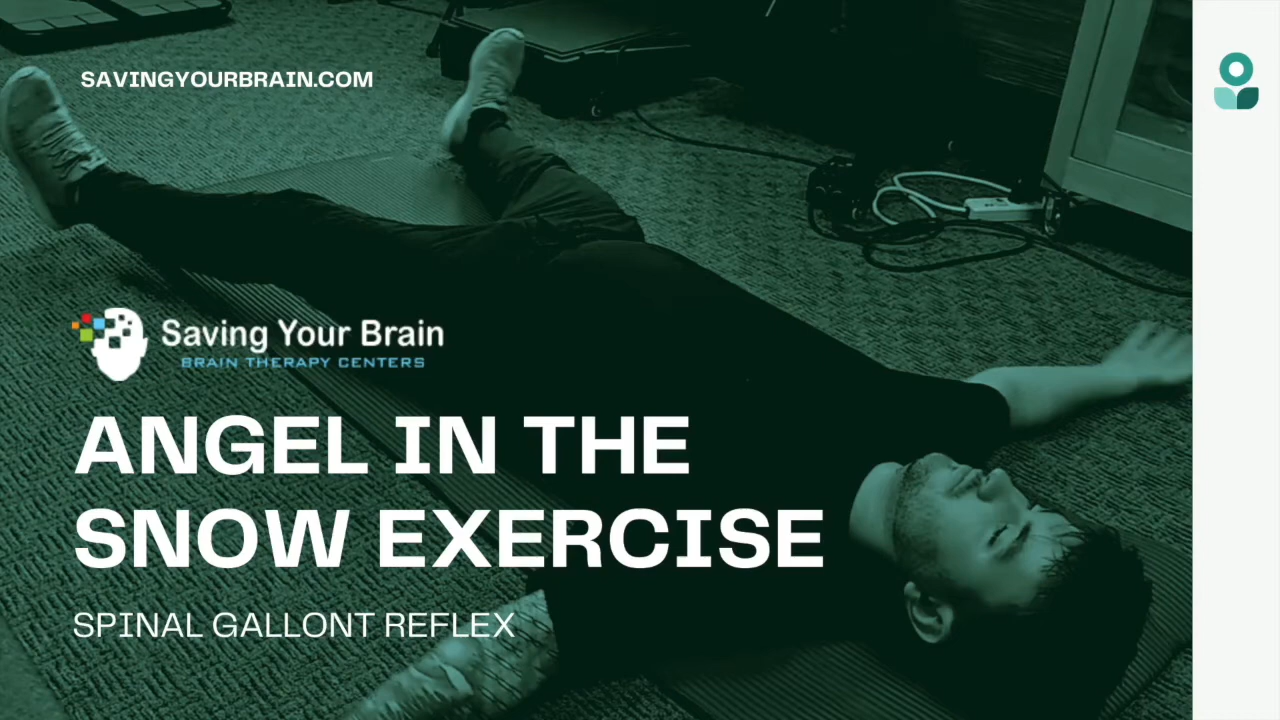 SAVINGYOURBRAIN.COM
Saving Your Brain
BRAIN THERAPY CENTERS
ANGEL IN THE
SNOW EXERCISE
SPINAL GALLONT REFLEX